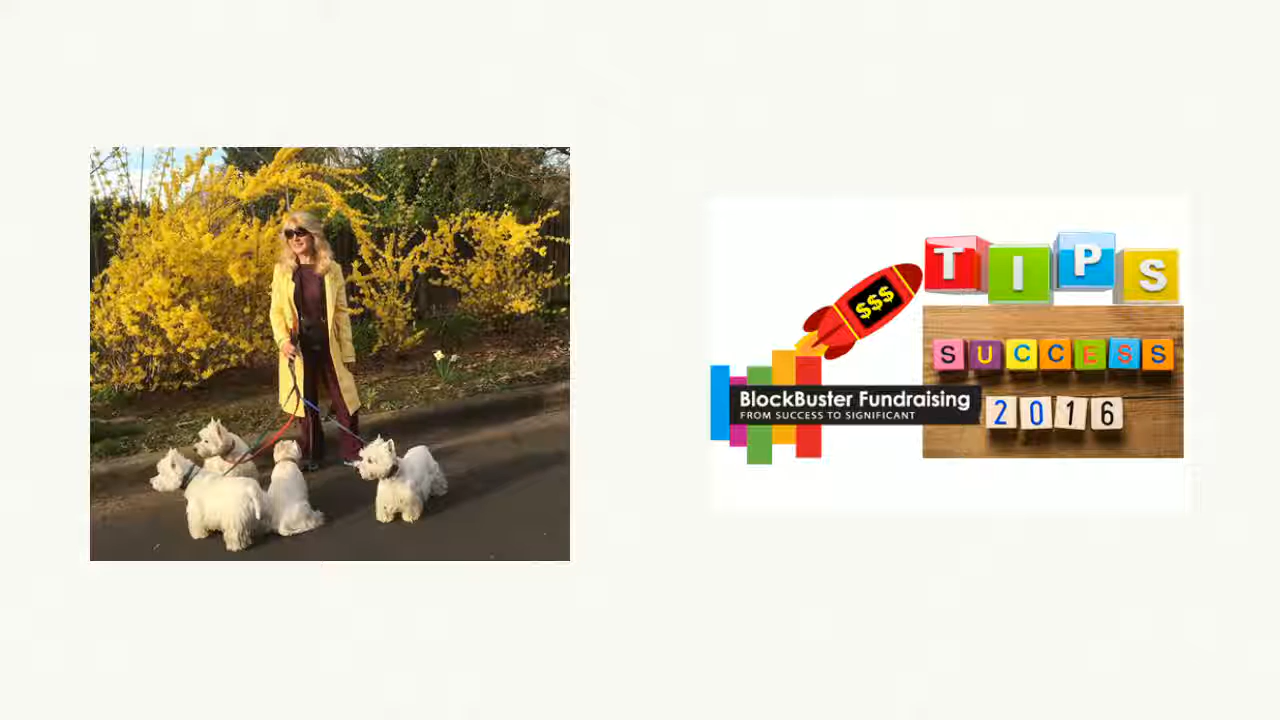 TIPS
$$$
SUCCESS
BlockBuster Fundraising
FROM SUCCESS TO SIGNIFICANT
2016